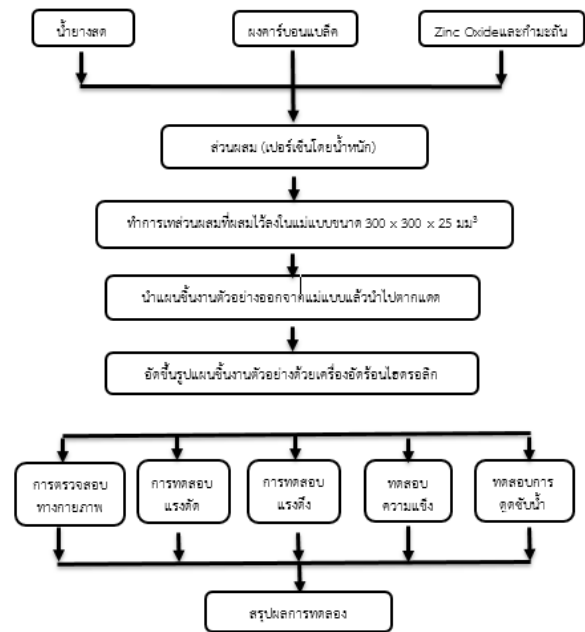 น้ำยางสด
ผงคาร์บอนแบล็ค
Zinc Oxideและกำมะถัน
ส่วนผสม (เปอร์เซ็นโดยน้ำหนัก)
ทำการเทส่วนผสมที่ผสมไว้ลงในแม่แบบขนาด 300 x 300 x 25 มม³
นำแผ่นชิ้นงานตัวอย่างออกจากแม่แบบแล้วนำไปตากแดด
อัดขึ้นรูปแผ่นชิ้นงานตัวอย่างด้วยเครื่องอัดร้อนไฮดรอลิก
การตรวจสอบ
ทางกายภาพ
การทดสอบ
แรงดัด
การทดสอบ
แรงดึง
ทดสอบ
ความแข็ง
ทดสอบการ
ดูดซับน้ำ
สรุปผลการทดลอง